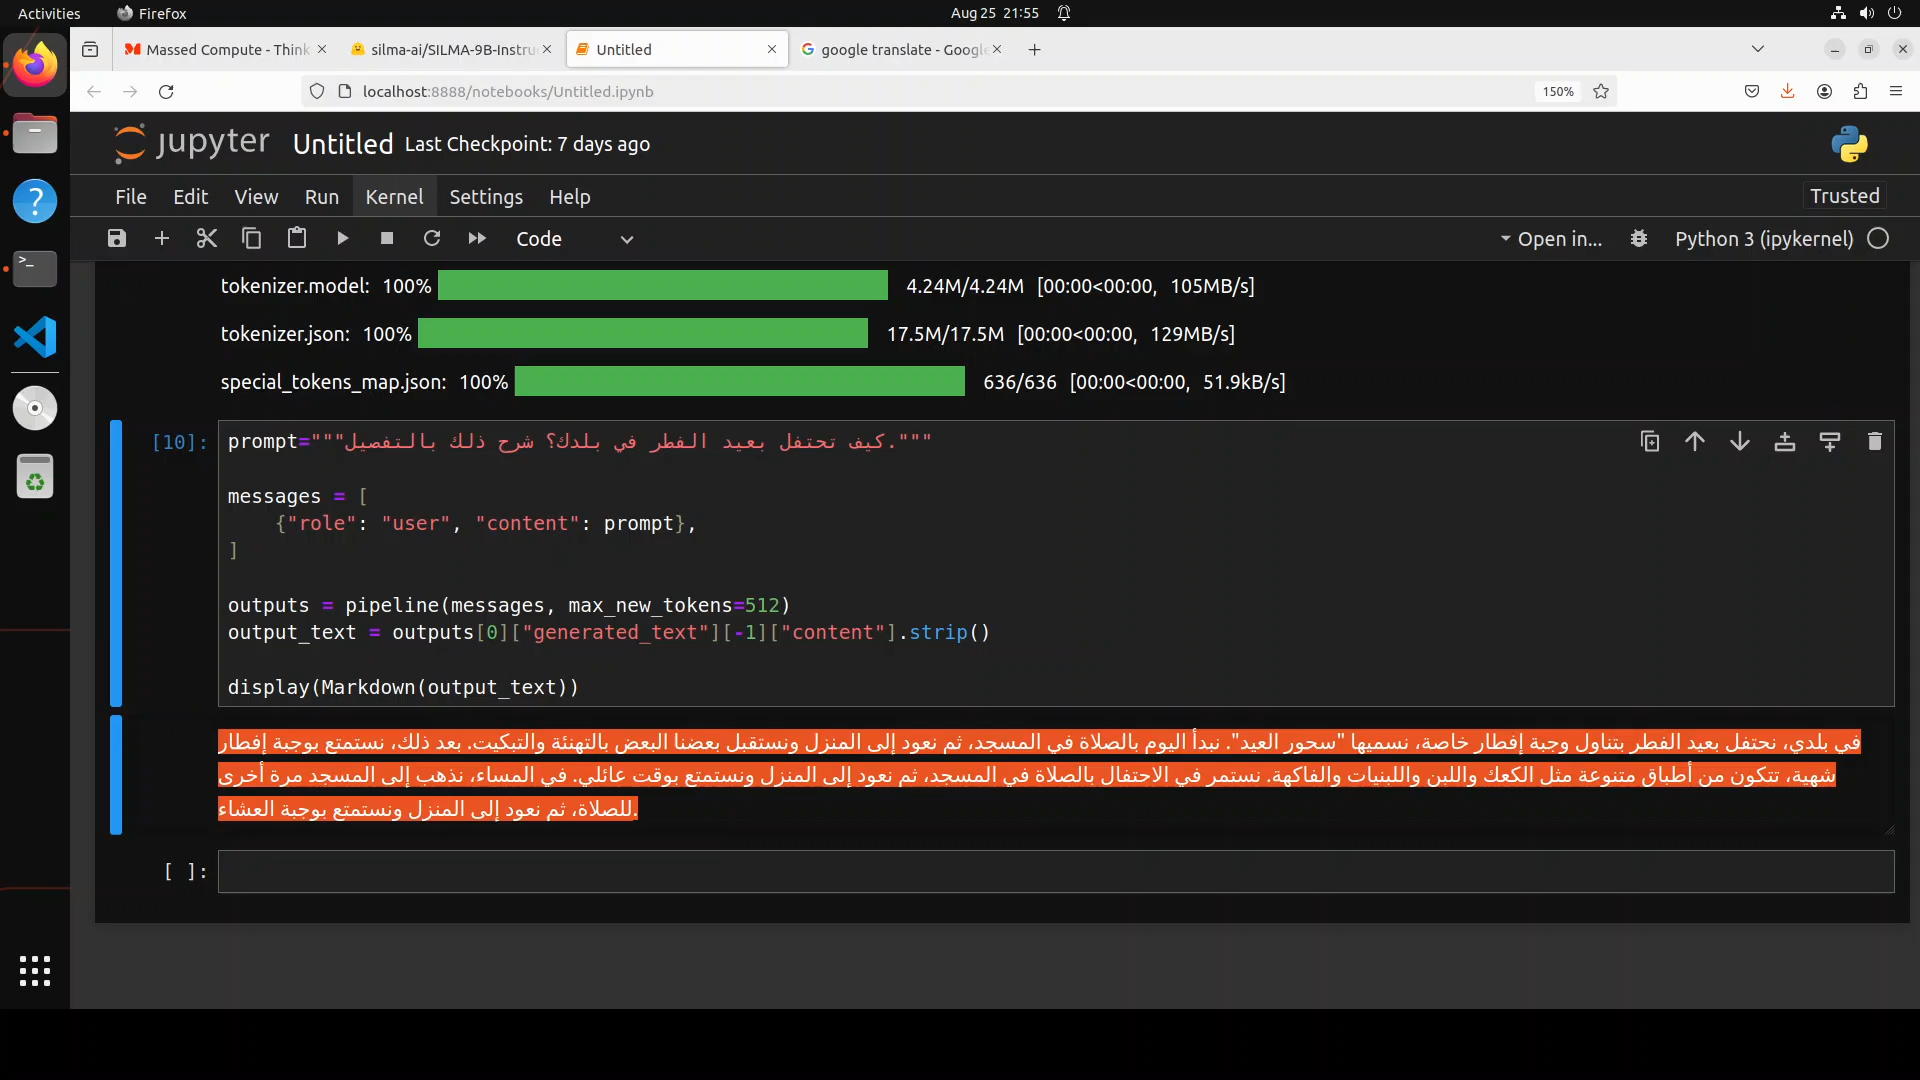 Activities
Firefox
Aug 25 21:55
Massed Compute - Think
silma-ai/SILMA-9B-Instru
Untitled
google translate - Google
localhost:8888/notebooks/Untitled.ipynb
150%
jupyter
Untitled
Last Checkpoint: 7 days ago
File
Edit
View
Run
Kernel
Settings
Help
Trusted
Code
Open in...
Python 3 (ipykernel)
tokenizer.model: 100% 4.24M/4.24M [00:00<00:00, 105MB/s]
tokenizer.json: 100% 17.5M/17.5M [00:00<00:00, 129MB/s]
special_tokens_map.json: 100% 636/636 [00:00<00:00, 51.9kB/s]
[10]:
prompt="""كيف تحتفل بعيد الفطر في بلدك؟ شرح ذلك بالتفصيل."""
messages = [
{"role": "user", "content": prompt},
]
outputs = pipeline(messages, max_new_tokens=512)
output_text = outputs[0]["generated_text"][-1]["content"].strip()
display(Markdown(output_text))
في بلدي، نحتفل بعيد الفطر بتناول وجبة إفطار خاصة، نسميها "سحور العيد". نبدأ اليوم بالصلاة في المسجد، ثم نعود إلى المنزل ونستقبل بعضنا البعض بالتهنئة والتبكيت. بعد ذلك، نستمتع بوجبة إفطار
شهية، تتكون من أطباق متنوعة مثل الكعك واللبن واللبنيات والفاكهة. نستمر في الاحتفال بالصلاة في المسجد، ثم نعود إلى المنزل ونستمتع بوقت عائلي. في المساء، نذهب إلى المسجد مرة أخرى
للصلاة، ثم نعود إلى المنزل ونستمتع بوجبة العشاء.
[ ]: